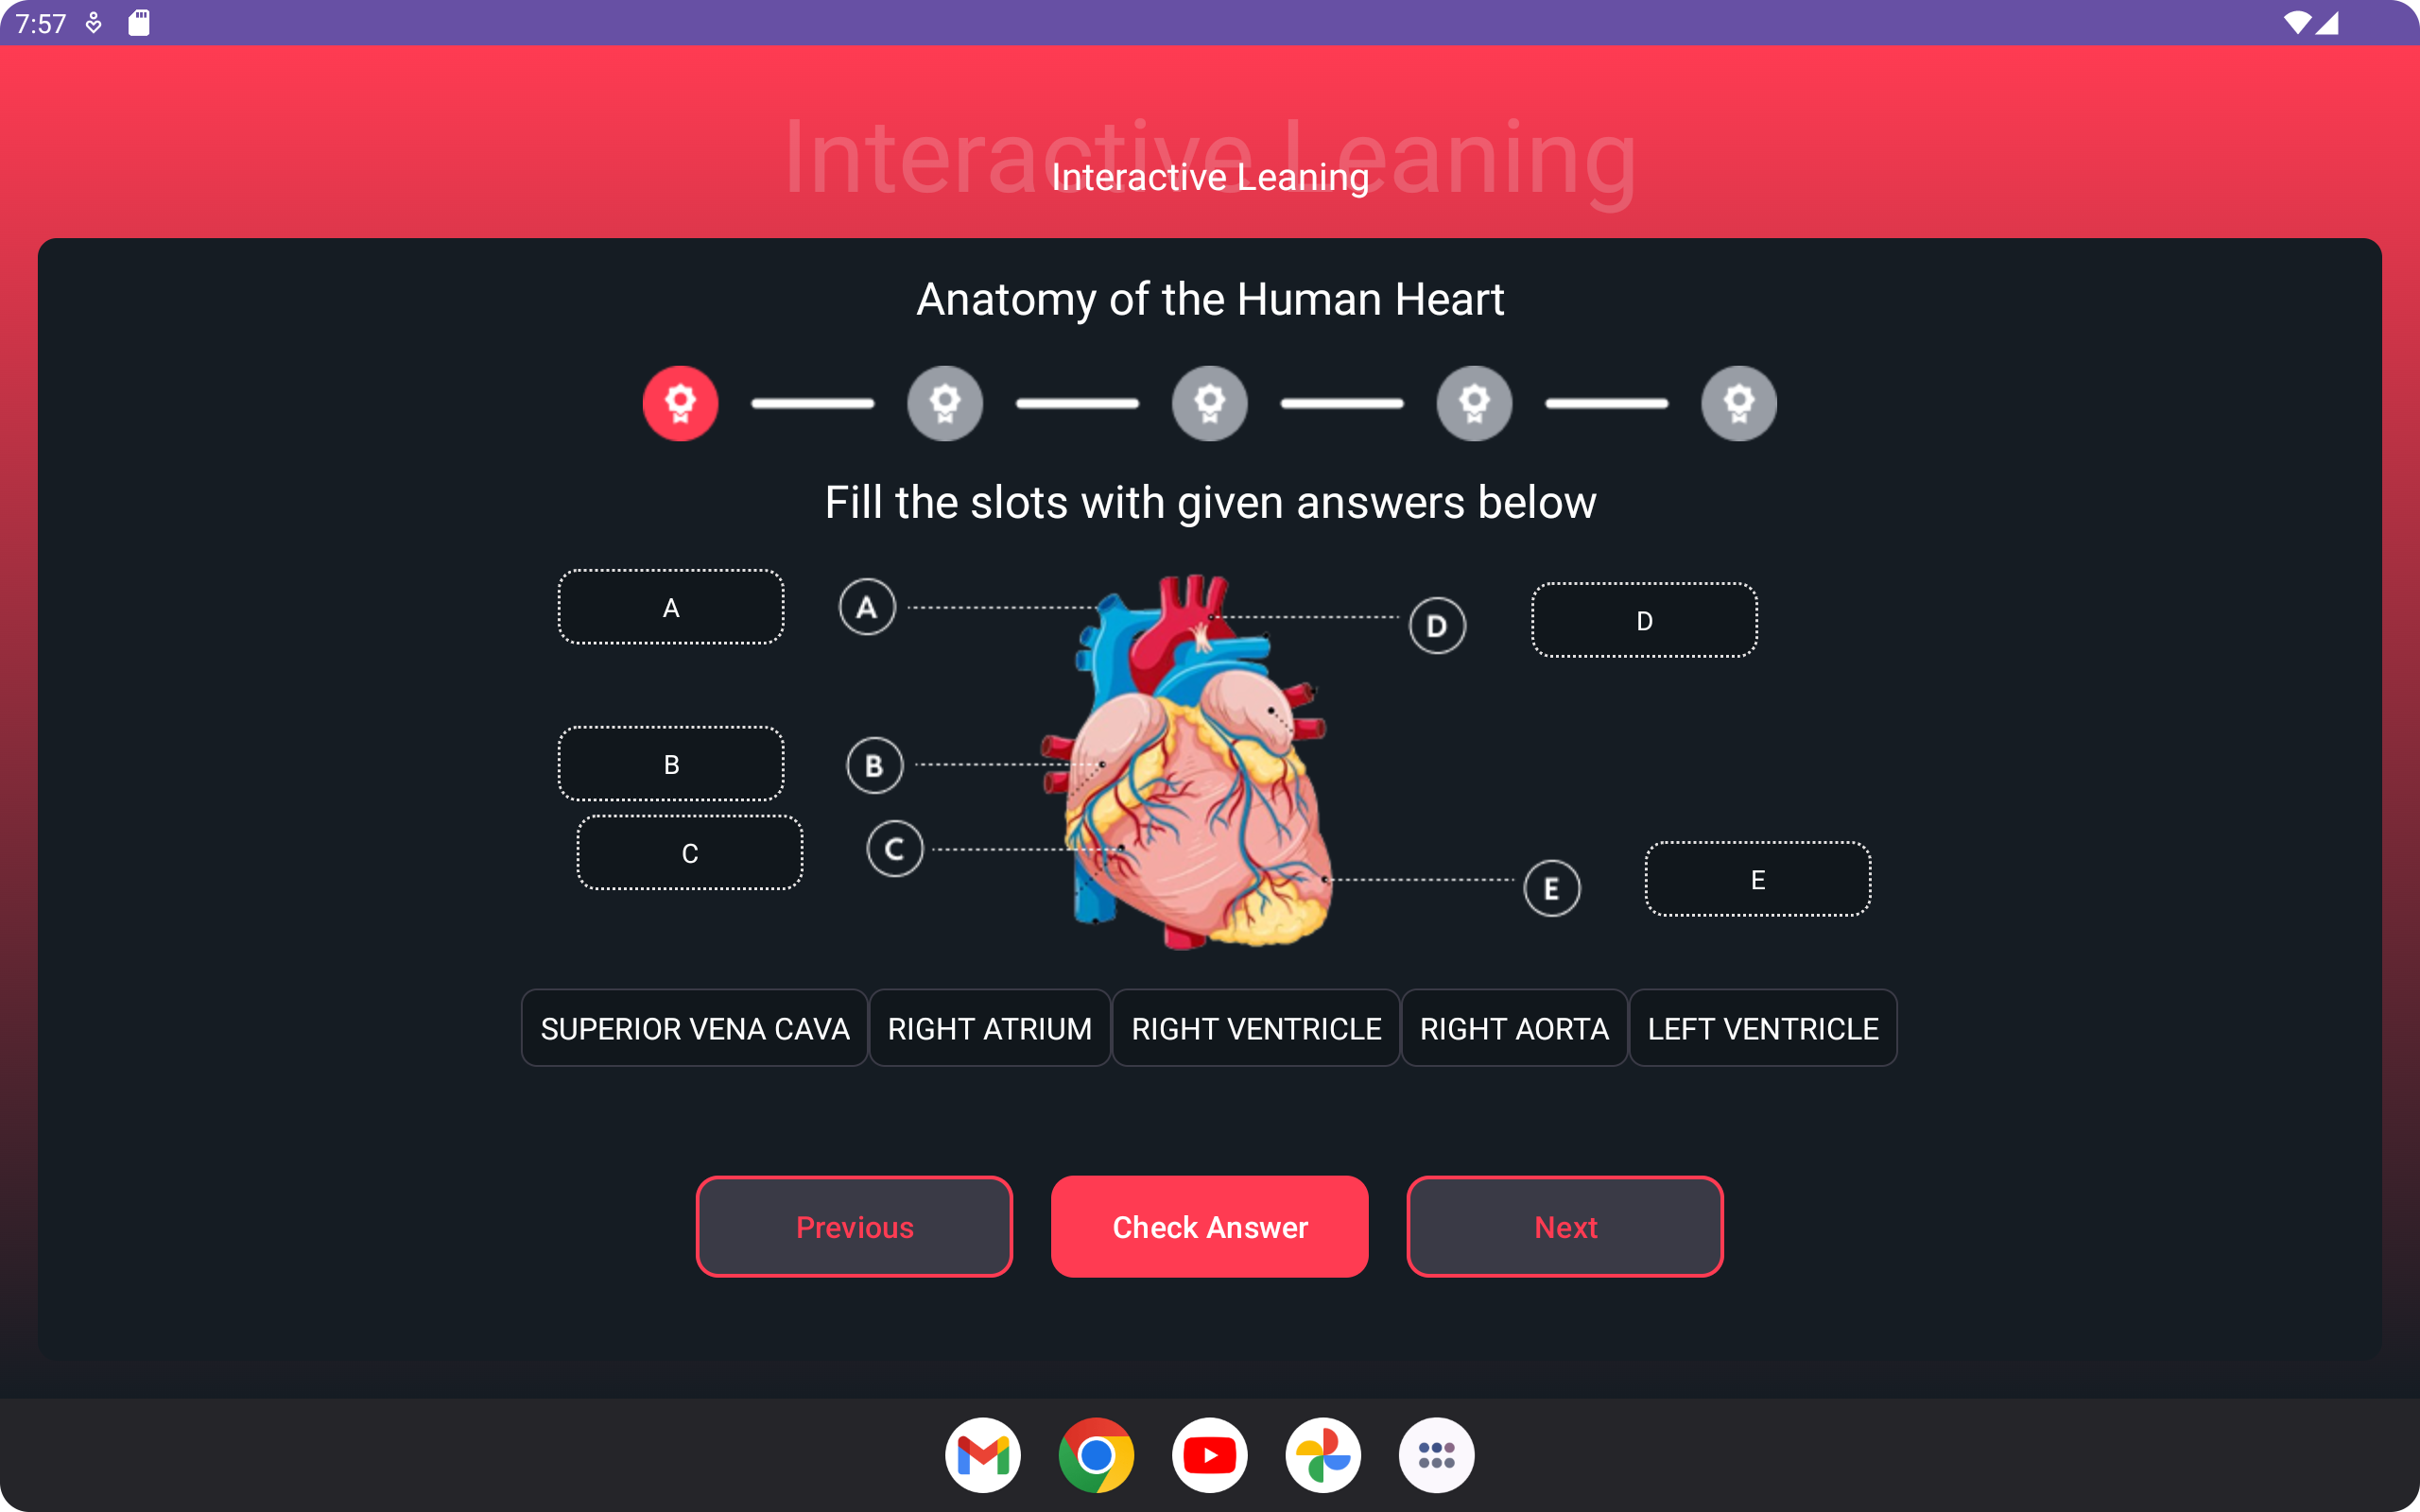 7:57
Interactive Leaning
Interactive Leaning
Anatomy of the Human Heart
Fill the slots with given answers below
A A D D
B B
C C E E
SUPERIOR VENA CAVA RIGHT ATRIUM RIGHT VENTRICLE RIGHT AORTA LEFT VENTRICLE
Previous Check Answer Next